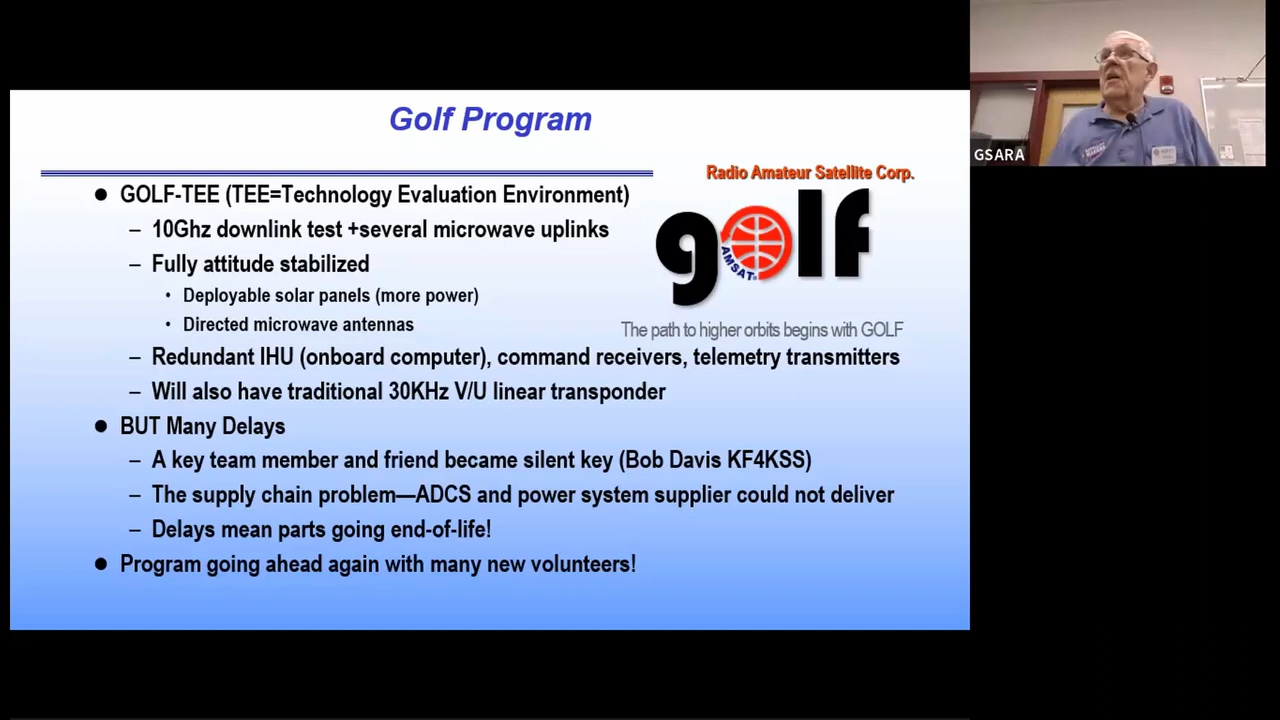 Golf Program
Radio Amateur Satellite Corp.
golf
AMSAT
The path to higher orbits begins with GOLF
● GOLF-TEE (TEE=Technology Evaluation Environment)
– 10Ghz downlink test +several microwave uplinks
– Fully attitude stabilized
• Deployable solar panels (more power)
• Directed microwave antennas
– Redundant IHU (onboard computer), command receivers, telemetry transmitters
– Will also have traditional 30KHz V/U linear transponder
● BUT Many Delays
– A key team member and friend became silent key (Bob Davis KF4KSS)
– The supply chain problem—ADCS and power system supplier could not deliver
– Delays mean parts going end-of-life!
● Program going ahead again with many new volunteers!
GSARA